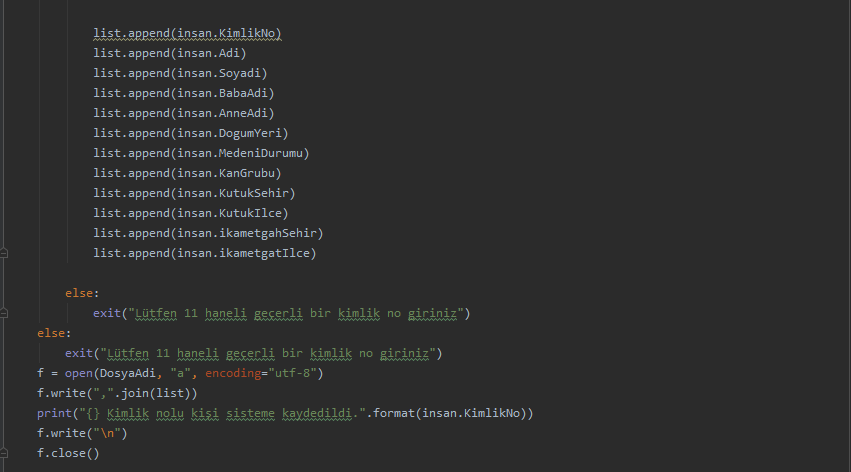 list.append(insan.KimlikNo)
list.append(insan.Adi)
list.append(insan.Soyadi)
list.append(insan.BabaAdi)
list.append(insan.AnneAdi)
list.append(insan.DogumYeri)
list.append(insan.MedeniDurumu)
list.append(insan.KanGrubu)
list.append(insan.KutukSehir)
list.append(insan.KutukIlce)
list.append(insan.ikametgahSehir)
list.append(insan.ikametgatIlce)
else:
exit("Lütfen 11 haneli geçerli bir kimlik no giriniz")
else:
exit("Lütfen 11 haneli geçerli bir kimlik no giriniz")
f = open(DosyaAdi, "a", encoding="utf-8")
f.write(",".join(list))
print("{} Kimlik nolu kişi sisteme kaydedildi.".format(insan.KimlikNo))
f.write("\n")
f.close()